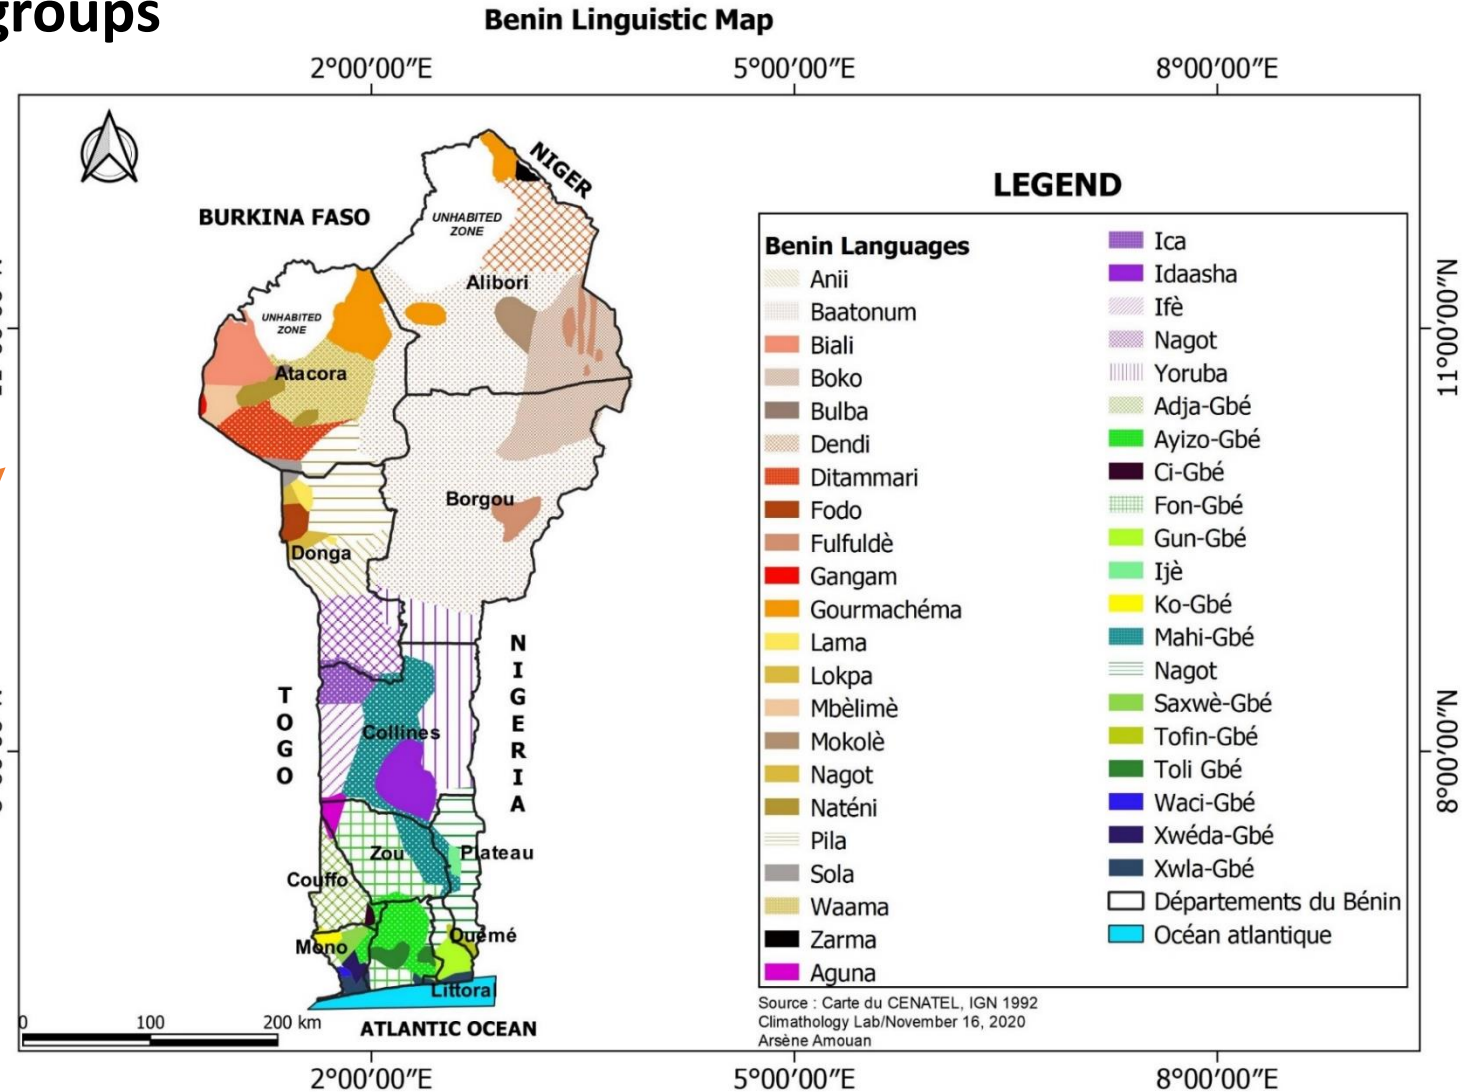 groups
Benin Linguistic Map
2°00'00"E 5°00'00"E 8°00'00"E
NIGER
BURKINA FASO
UNHABITED
ZONE
Alibori
UNHABITED
ZONE
Atacora
Borgou
Donga
TOGO
NIGERIA
Collines
Zou
Plateau
Couffo
Mono
Ouémé
Littoral
ATLANTIC OCEAN
0 100 200 km
11°00'00"N
8°00'00"N
LEGEND
Benin Languages
Anii
Baatonum
Biali
Boko
Bulba
Dendi
Ditammari
Fodo
Fulfuldè
Gangam
Gourmachéma
Lama
Lokpa
Mbèlimè
Mokolè
Nagot
Naténi
Pila
Sola
Waama
Zarma
Aguna
Ica
Idaasha
Ifè
Nagot
Yoruba
Adja-Gbé
Ayizo-Gbé
Ci-Gbé
Fon-Gbé
Gun-Gbé
Ijè
Ko-Gbé
Mahi-Gbé
Nagot
Saxwè-Gbé
Tofin-Gbé
Toli Gbé
Waci-Gbé
Xwéda-Gbé
Xwla-Gbé
Départements du Bénin
Océan atlantique
Source : Carte du CENATEL, IGN 1992
Climathology Lab/November 16, 2020
Arsène Amouan
2°00'00"E 5°00'00"E 8°00'00"E